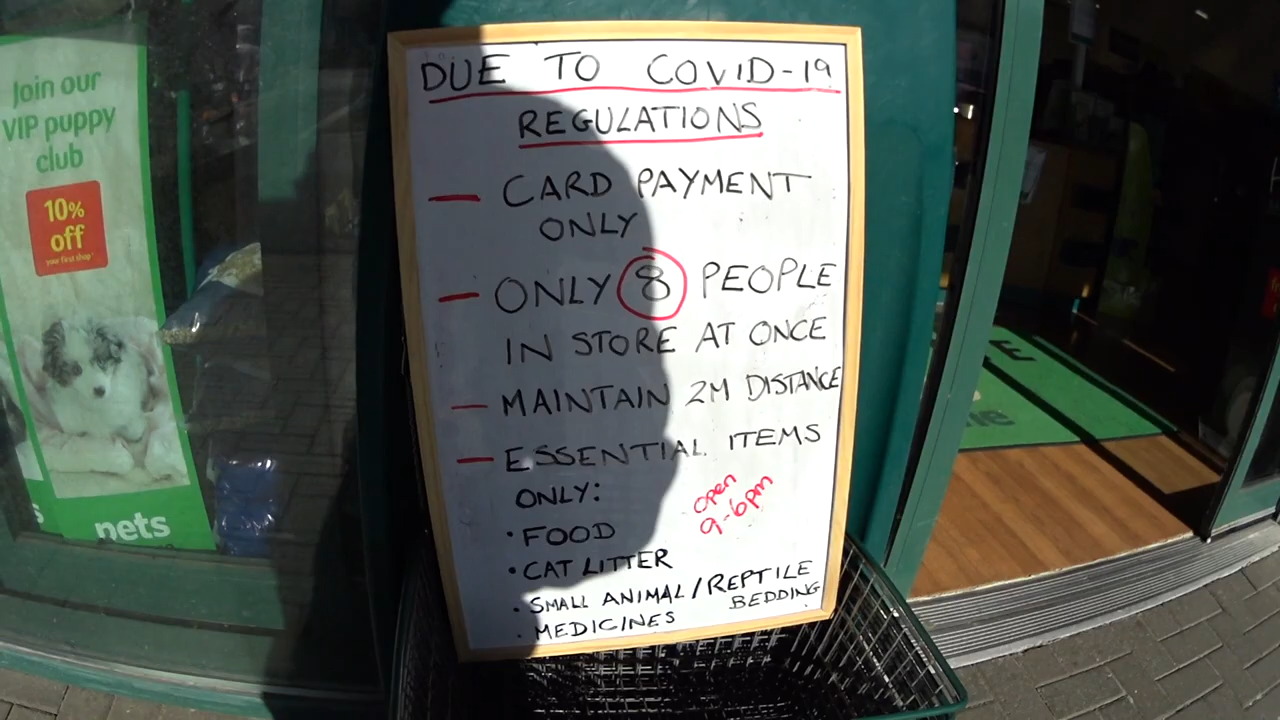 Join our
VIP puppy
club
10%
off
your first shop*
pets
DUE TO COVID-19
REGULATIONS
- CARD PAYMENT
ONLY
- ONLY 8 PEOPLE
IN STORE AT ONCE
- MAINTAIN 2M DISTANCE
- ESSENTIAL ITEMS
ONLY:
• FOOD
• CAT LITTER
• SMALL ANIMAL/REPTILE
BEDDING
• MEDICINES
open
9-6pm